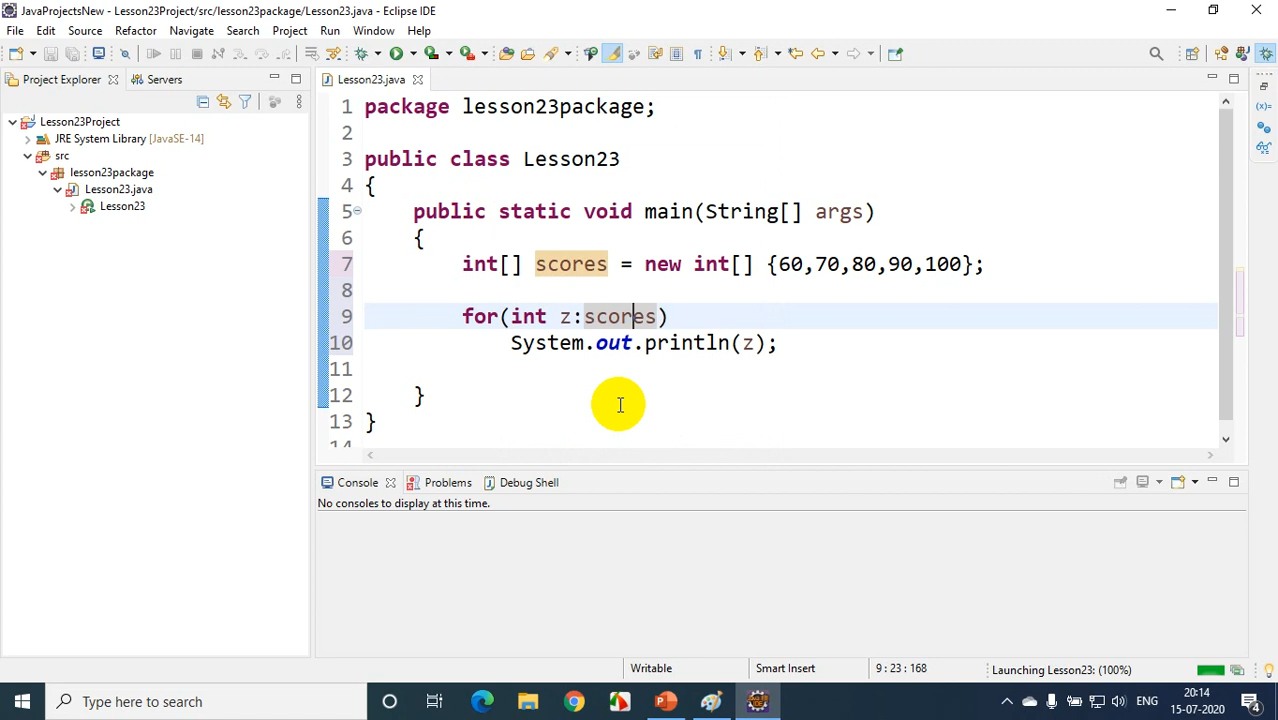 JavaProjectsNew - Lesson23Project/src/lesson23package/Lesson23.java - Eclipse IDE
File Edit Source Refactor Navigate Search Project Run Window Help
Project Explorer
Servers
Lesson23Project
JRE System Library [JavaSE-14]
src
lesson23package
Lesson23.java
Lesson23
Lesson23.java
1 package lesson23package;
2
3 public class Lesson23
4 {
5 public static void main(String[] args)
6 {
7 int[] scores = new int[] {60,70,80,90,100};
8
9 for(int z:scores)
10 System.out.println(z);
11
12 }
13 }
14
Console Problems Debug Shell
No consoles to display at this time.
Writable Smart Insert 9 : 23 : 168 Launching Lesson23: (100%)
Type here to search
ENG
20:14
15-07-2020
4